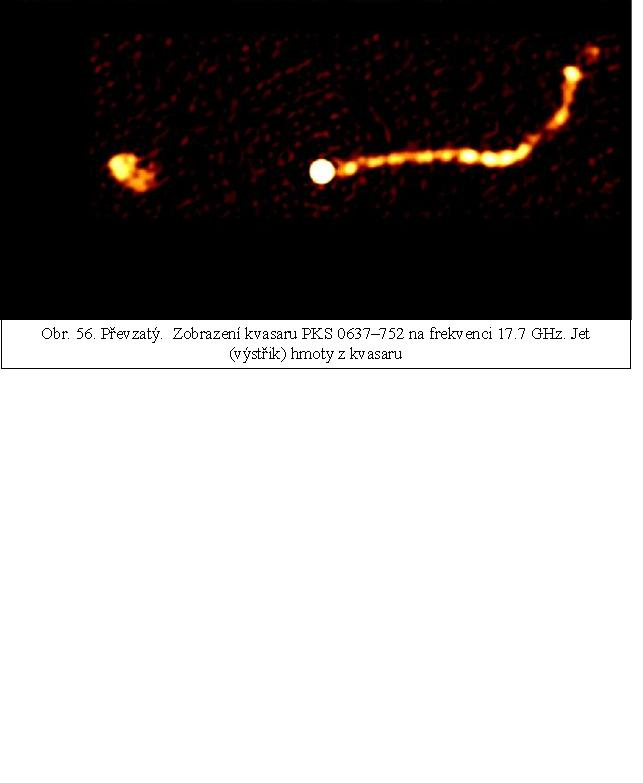 Obr. 56. Převzatý.  Zobrazení kvasaru PKS 0637–752 na frekvenci 17.7 GHz. Jet
(výstřik) hmoty z kvasaru